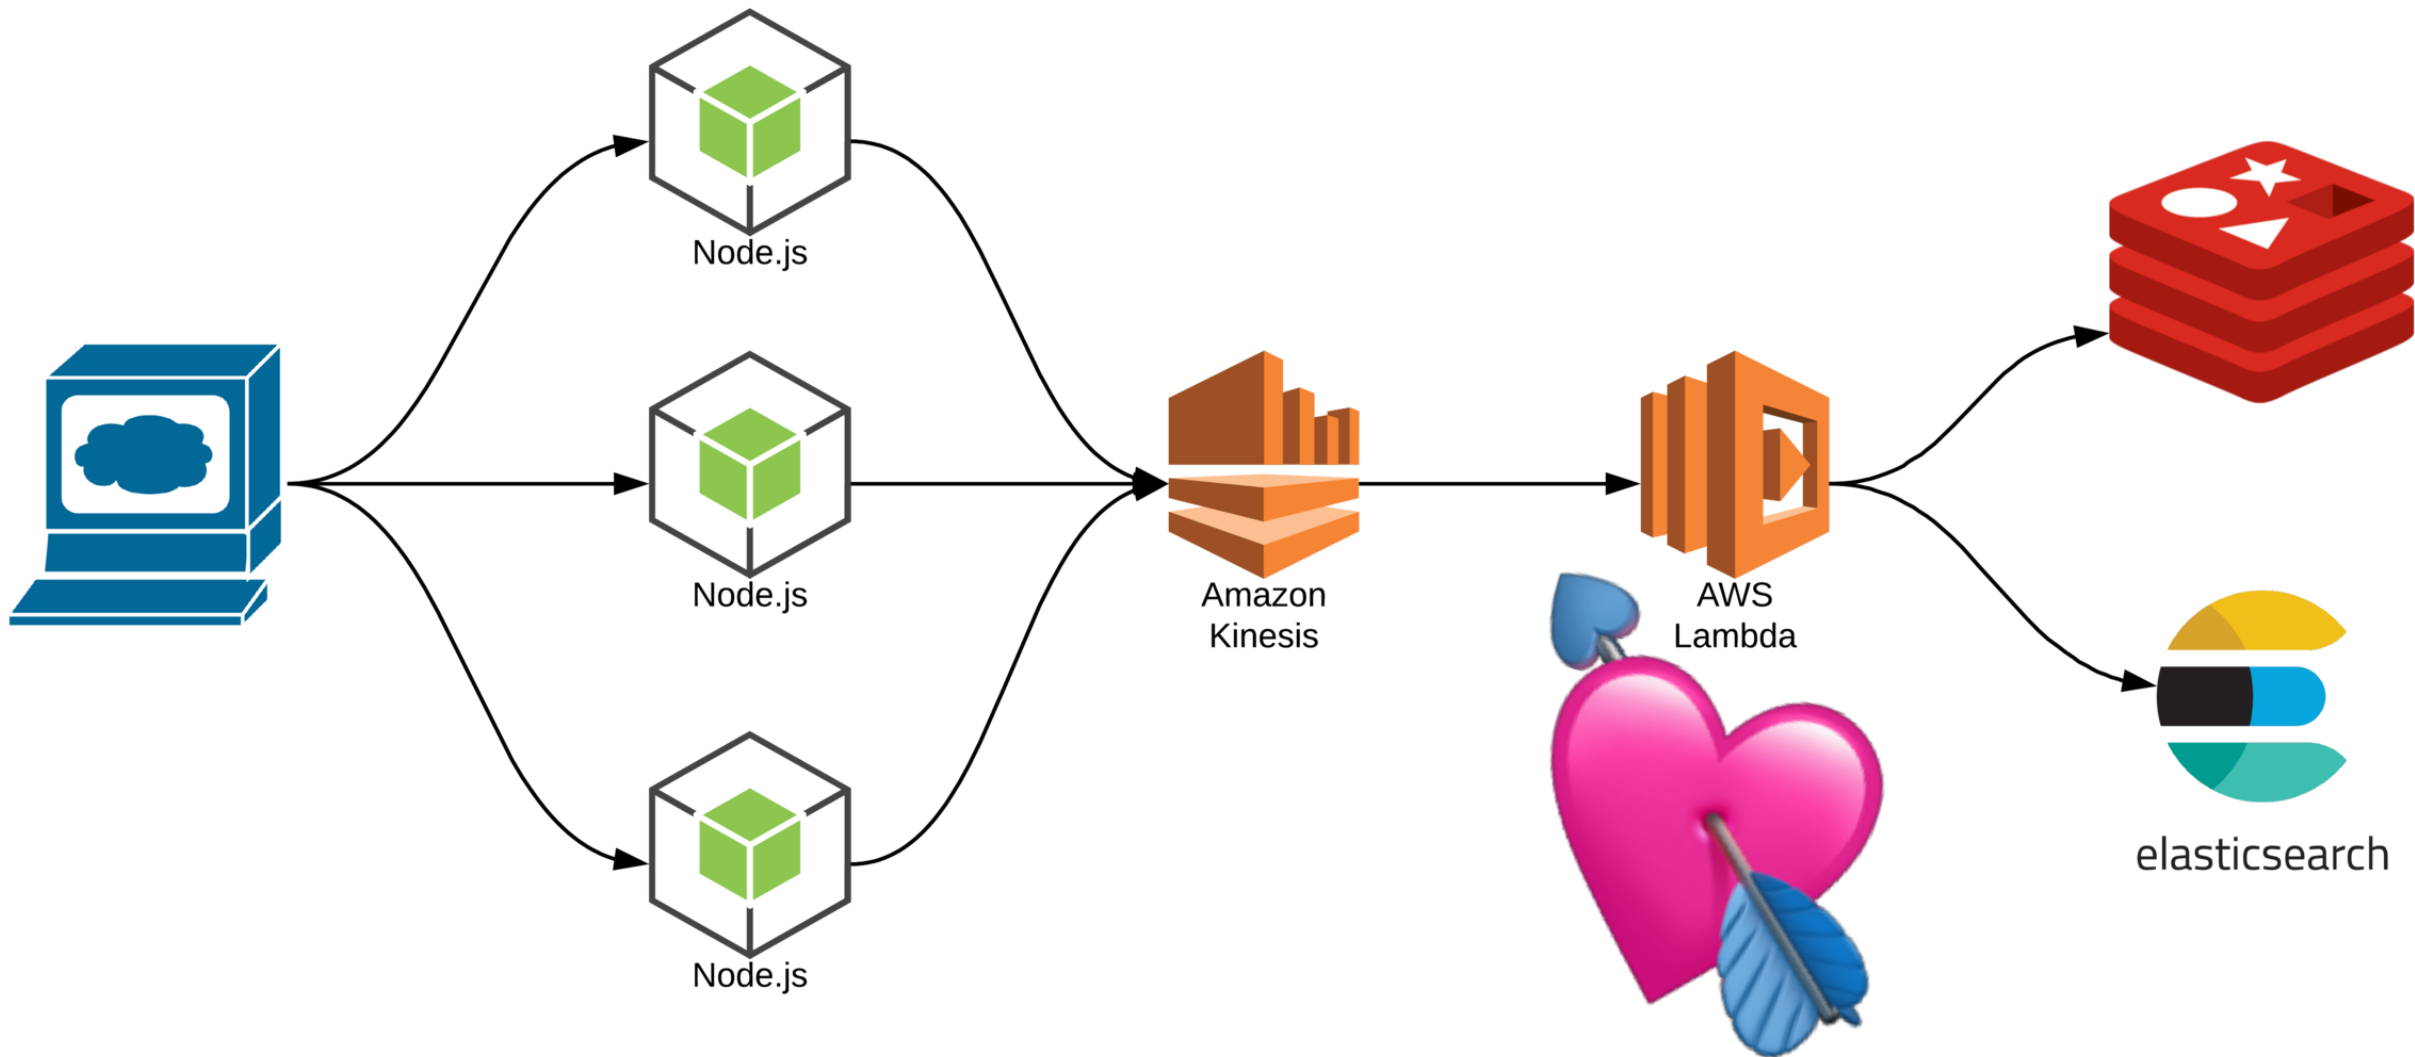 Node.js
Node.js
Node.js
Amazon
Kinesis
AWS
Lambda
elasticsearch